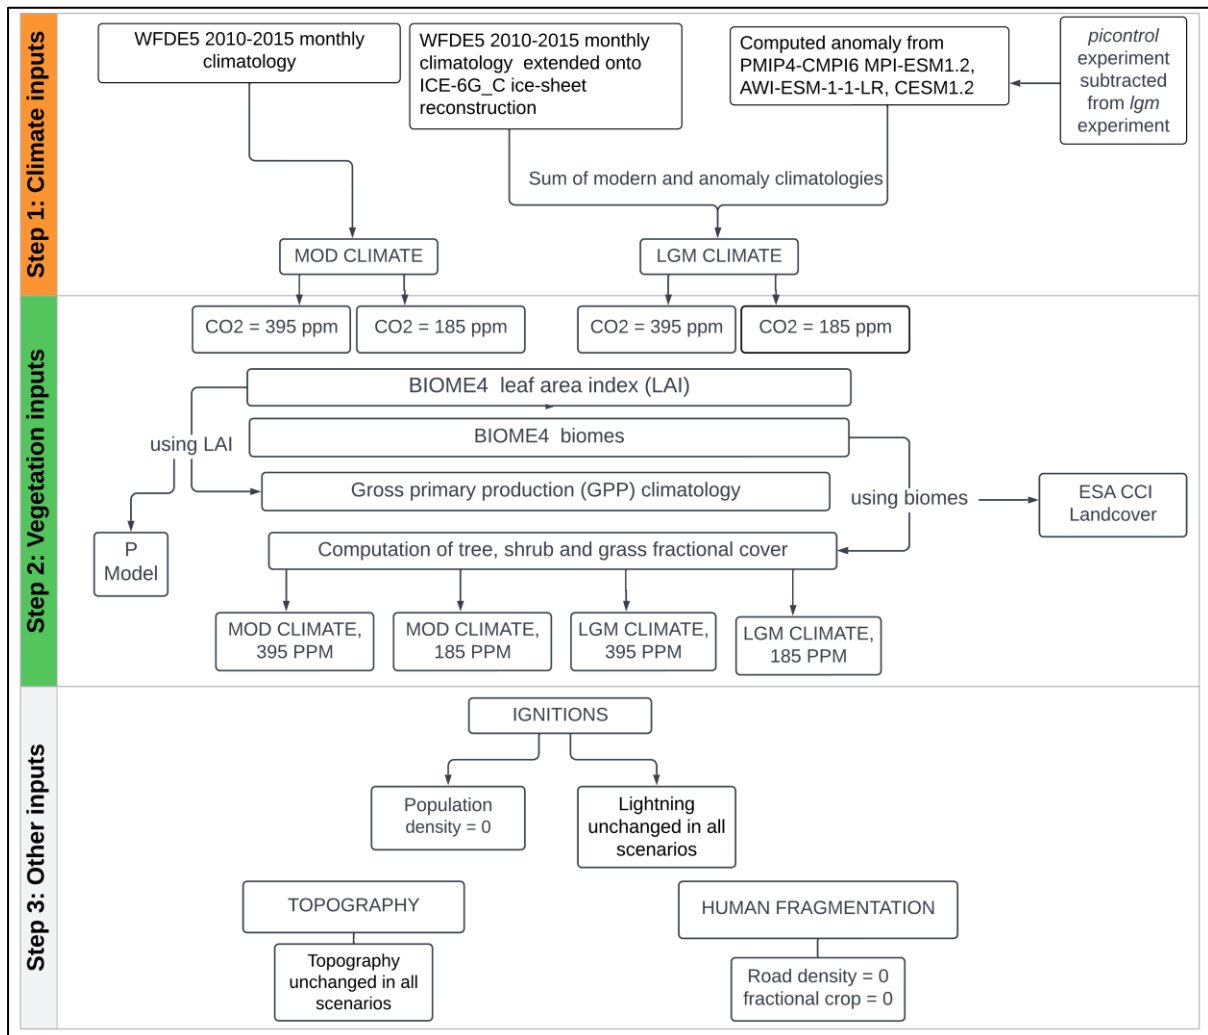 Step 1: Climate inputs
WFDE5 2010-2015 monthly
climatology
WFDE5 2010-2015 monthly
climatology extended onto
ICE-6G_C ice-sheet
reconstruction
Computed anomaly from
PMIP4-CMPI6 MPI-ESM1.2,
AWI-ESM-1-1-LR, CESM1.2
picontrol
experiment
subtracted
from lgm
experiment
Sum of modern and anomaly climatologies
MOD CLIMATE
LGM CLIMATE
Step 2: Vegetation inputs
CO2 = 395 ppm
CO2 = 185 ppm
CO2 = 395 ppm
CO2 = 185 ppm
BIOME4 leaf area index (LAI)
using LAI
BIOME4 biomes
Gross primary production (GPP) climatology
using biomes
ESA CCI
Landcover
P
Model
Computation of tree, shrub and grass fractional cover
MOD CLIMATE,
395 PPM
MOD CLIMATE,
185 PPM
LGM CLIMATE,
395 PPM
LGM CLIMATE,
185 PPM
Step 3: Other inputs
IGNITIONS
Population
density = 0
Lightning
unchanged in all
scenarios
TOPOGRAPHY
Topography
unchanged in all
scenarios
HUMAN FRAGMENTATION
Road density = 0
fractional crop = 0